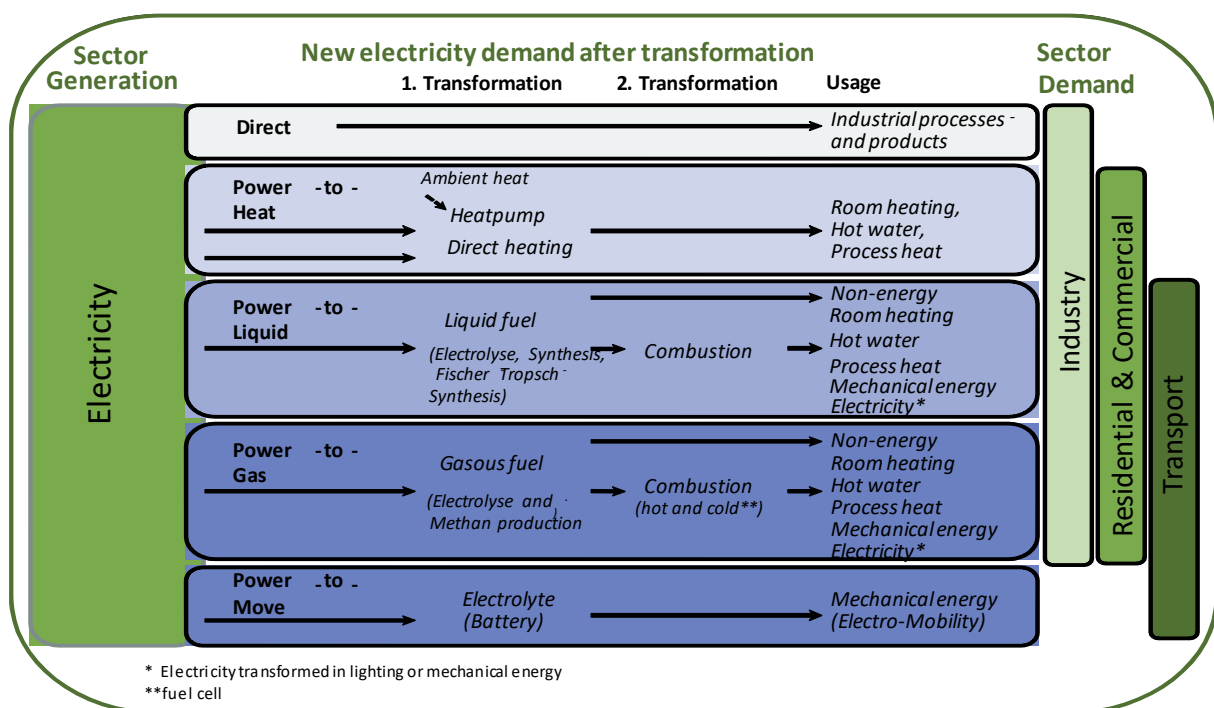 Sector
Generation
New electricity demand after transformation
1. Transformation
2. Transformation
Usage
Sector
Demand
Electricity
Direct
Industrial processes -
and products
Power -to -
Heat
Ambient heat
Heatpump
Direct heating
Room heating,
Hot water,
Process heat
Power -to -
Liquid
Liquid fuel
(Electrolyse, Synthesis,
Fischer Tropsch -
Synthesis)
Combustion
Non-energy
Room heating
Hot water
Process heat
Mechanical energy
Electricity*
Power -to -
Gas
Gasous fuel
(Electrolyse and -
Methan production
)
Combustion
(hot and cold**)
Non-energy
Room heating
Hot water
Process heat
Mechanical energy
Electricity*
Power -to -
Move
Electrolyte
(Battery)
Mechanical energy
(Electro-Mobility)
Industry
Residential & Commercial
Transport
* Electricity transformed in lighting or mechanical energy
**fuel cell